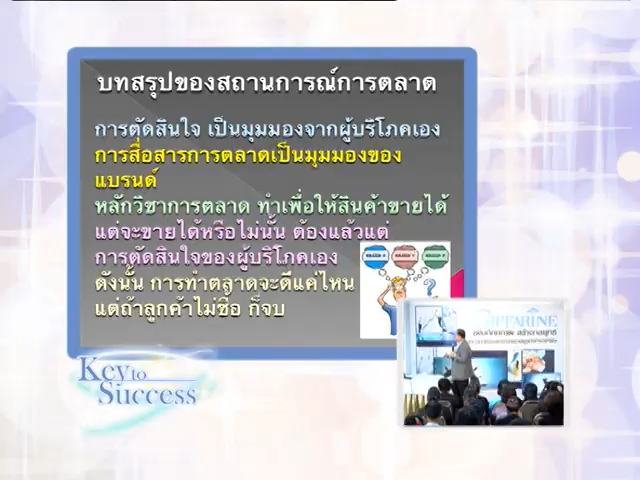 บทสรุปของสถานการณ์การตลาด
การตัดสินใจ เป็นมุมมองจากผู้บริโภคเอง
การสื่อสารการตลาดเป็นมุมมองของ
แบรนด์
หลักวิชาการตลาด ทำเพื่อให้สินค้าขายได้
แต่จะขายได้หรือไม่นั้น ต้องแล้วแต่
การตัดสินใจของผู้บริโภคเอง
ดังนั้น การทำตลาดจะดีแค่ไหน
แต่ถ้าลูกค้าไม่ซื้อ ก็จบ
Key to
Success
GIFFARINE